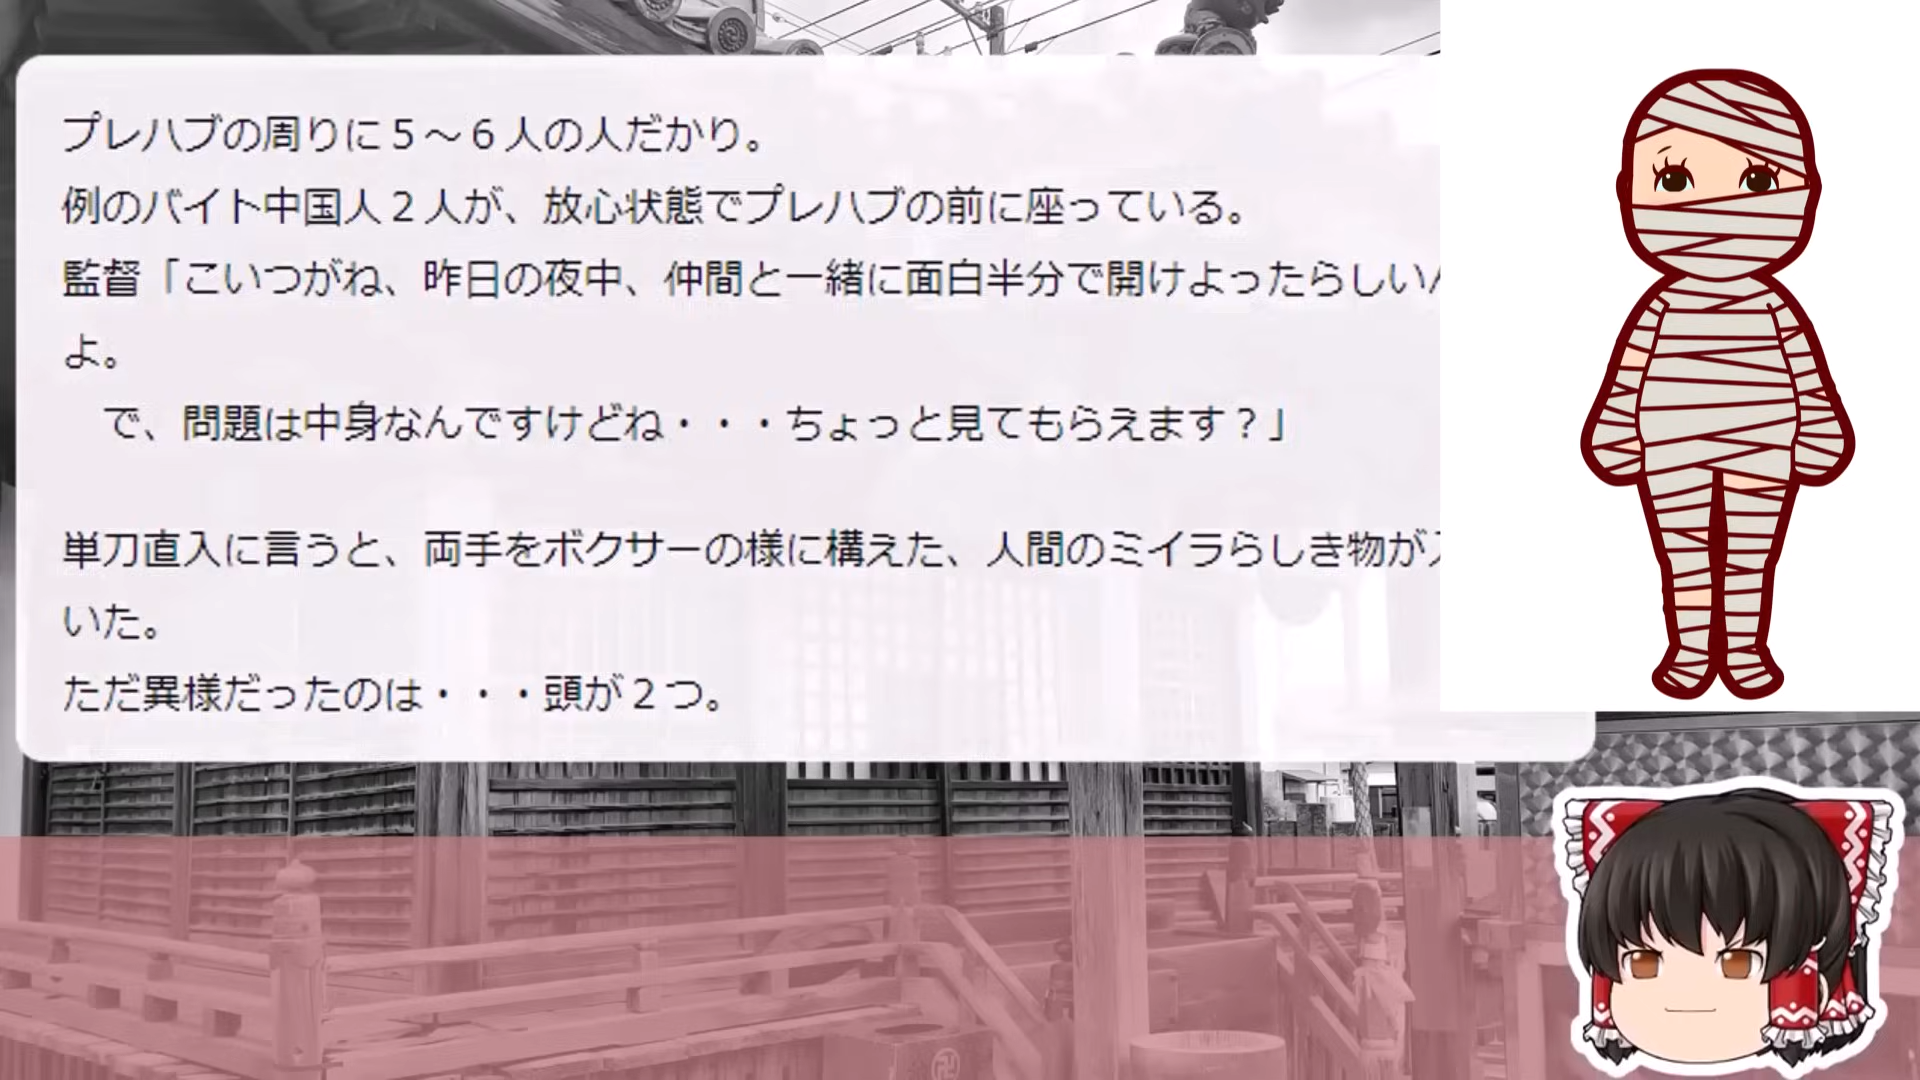 プレハブの周りに５～６人の人だかり。
例のバイト中国人２人が、放心状態でプレハブの前に座っている。
監督「こいつがね、昨日の夜中、仲間と一緒に面白半分で開けよったらしい
よ。
で、問題は中身なんですけどね・・・ちょっと見てもらえます？」
単刀直入に言うと、両手をボクサーの様に構えた、人間のミイラらしき物が
いた。
ただ異様だったのは・・・頭が２つ。
卍